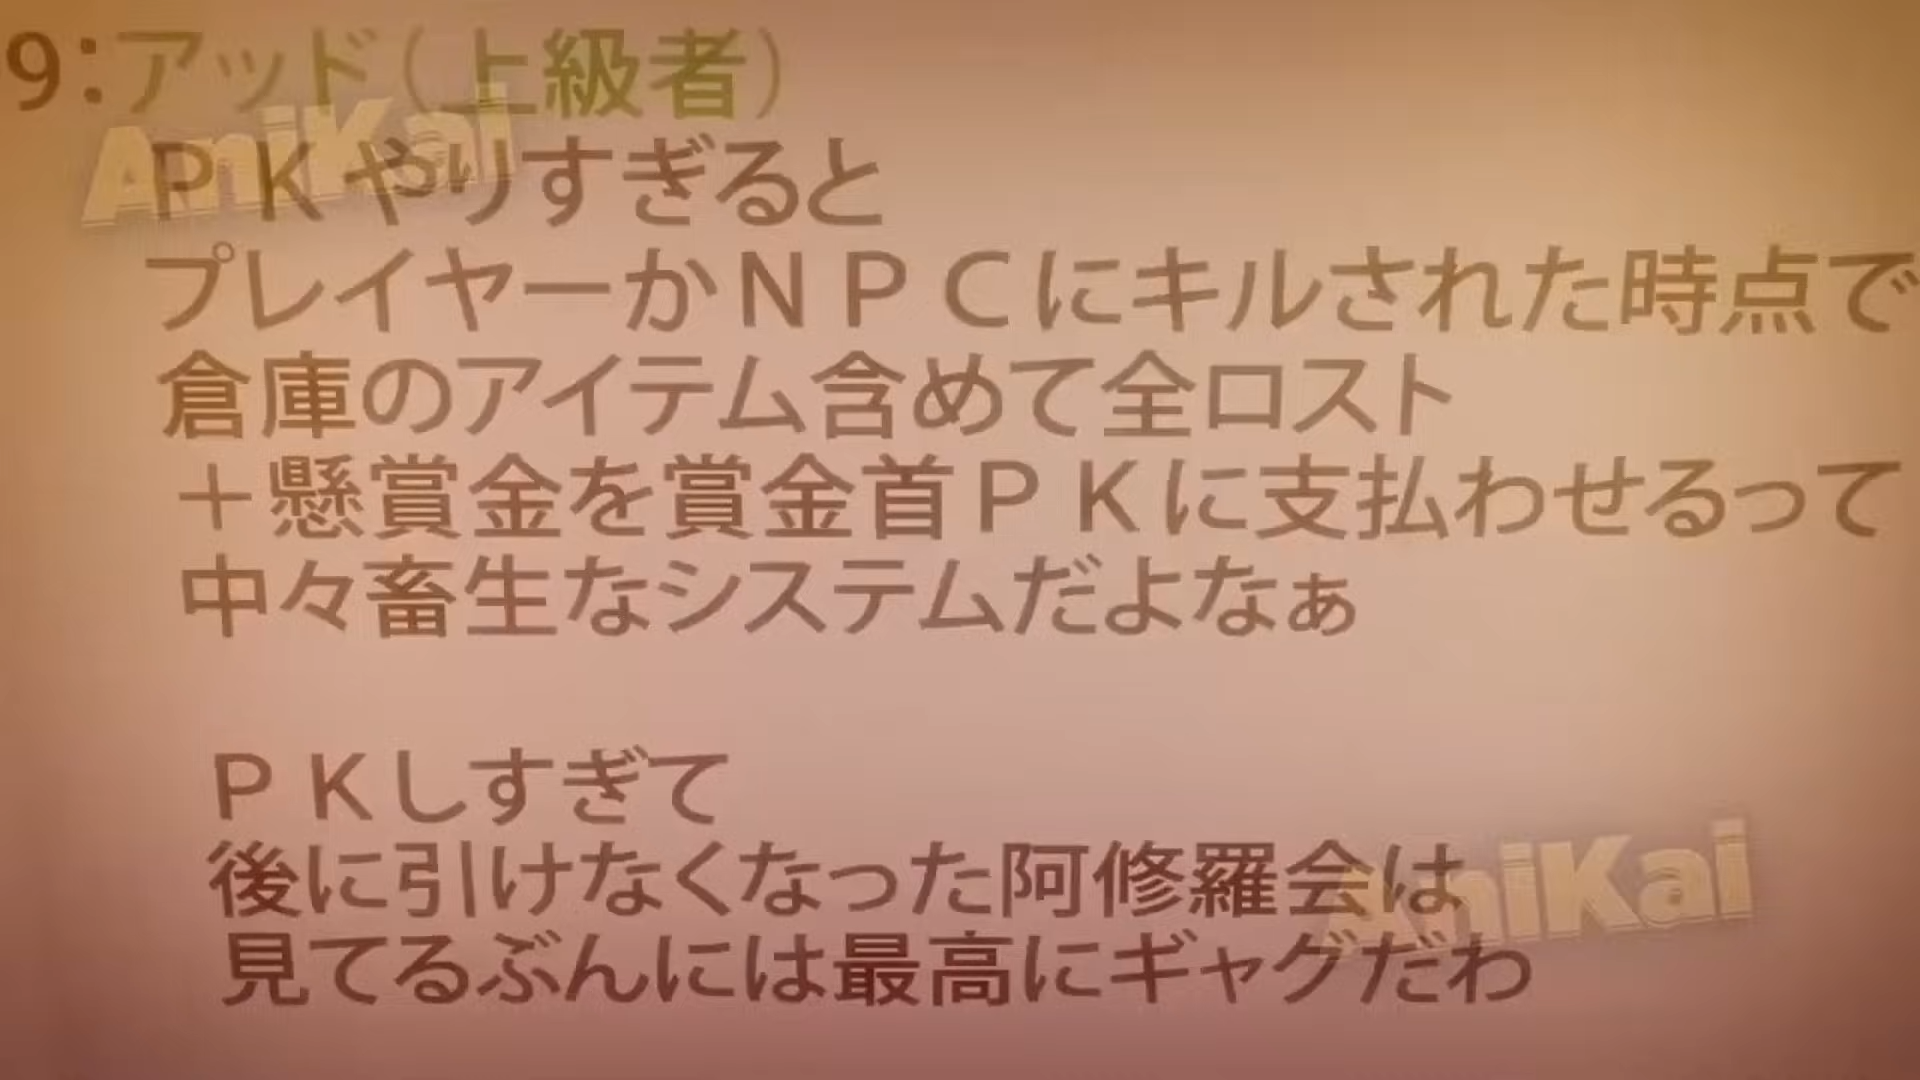 9:アッド(上級者)
AniKai
ＰＫやりすぎると
プレイヤーかＮＰＣにキルされた時点で
倉庫のアイテム含めて全ロスト
＋懸賞金を賞金首ＰＫに支払わせるって
中々畜生なシステムだよなぁ
ＰＫしすぎて
後に引けなくなった阿修羅会は
AniKai
見てるぶんには最高にギャグだわ